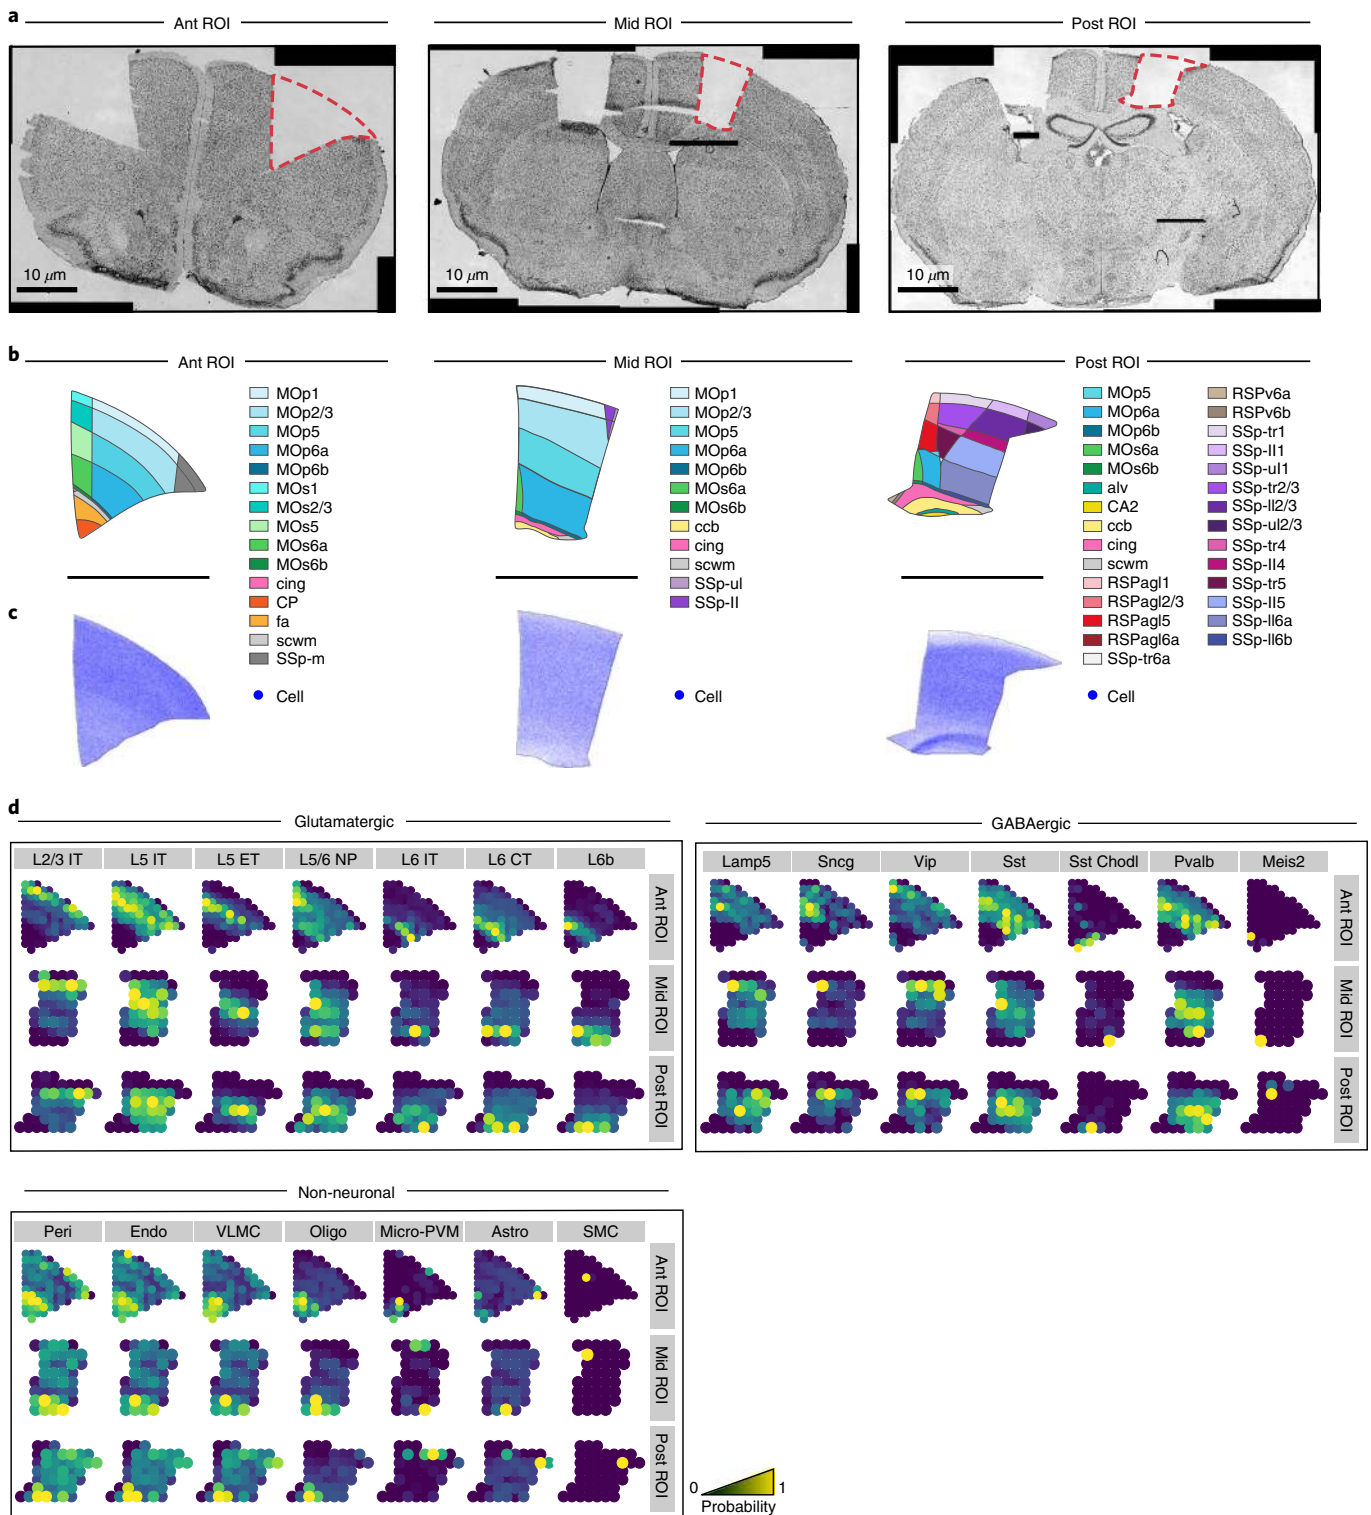 a
Ant ROI
Mid ROI
Post ROI
10 μm
10 μm
10 μm
b
Ant ROI
Mid ROI
Post ROI
MOp1
MOp2/3
MOp5
MOp6a
MOp6b
MOs1
MOs2/3
MOs5
MOs6a
MOs6b
cing
CP
fa
scwm
SSp-m
MOp1
MOp2/3
MOp5
MOp6a
MOp6b
MOs6a
MOs6b
ccb
cing
scwm
SSp-ul
SSp-II
MOp5
MOp6a
MOp6b
MOs6a
MOs6b
alv
CA2
ccb
cing
scwm
RSPagl1
RSPagl2/3
RSPagl5
RSPagl6a
SSp-tr6a
RSPv6a
RSPv6b
SSp-tr1
SSp-II1
SSp-ul1
SSp-tr2/3
SSp-ll2/3
SSp-ul2/3
SSp-tr4
SSp-II4
SSp-tr5
SSp-II5
SSp-ll6a
SSp-ll6b
c
Cell
Cell
Cell
d
Glutamatergic
L2/3 IT
L5 IT
L5 ET
L5/6 NP
L6 IT
L6 CT
L6b
Ant ROI
Mid ROI
Post ROI
GABAergic
Lamp5
Sncg
Vip
Sst
Sst Chodl
Pvalb
Meis2
Ant ROI
Mid ROI
Post ROI
Non-neuronal
Peri
Endo
VLMC
Oligo
Micro-PVM
Astro
SMC
Ant ROI
Mid ROI
Post ROI
0
1
Probability